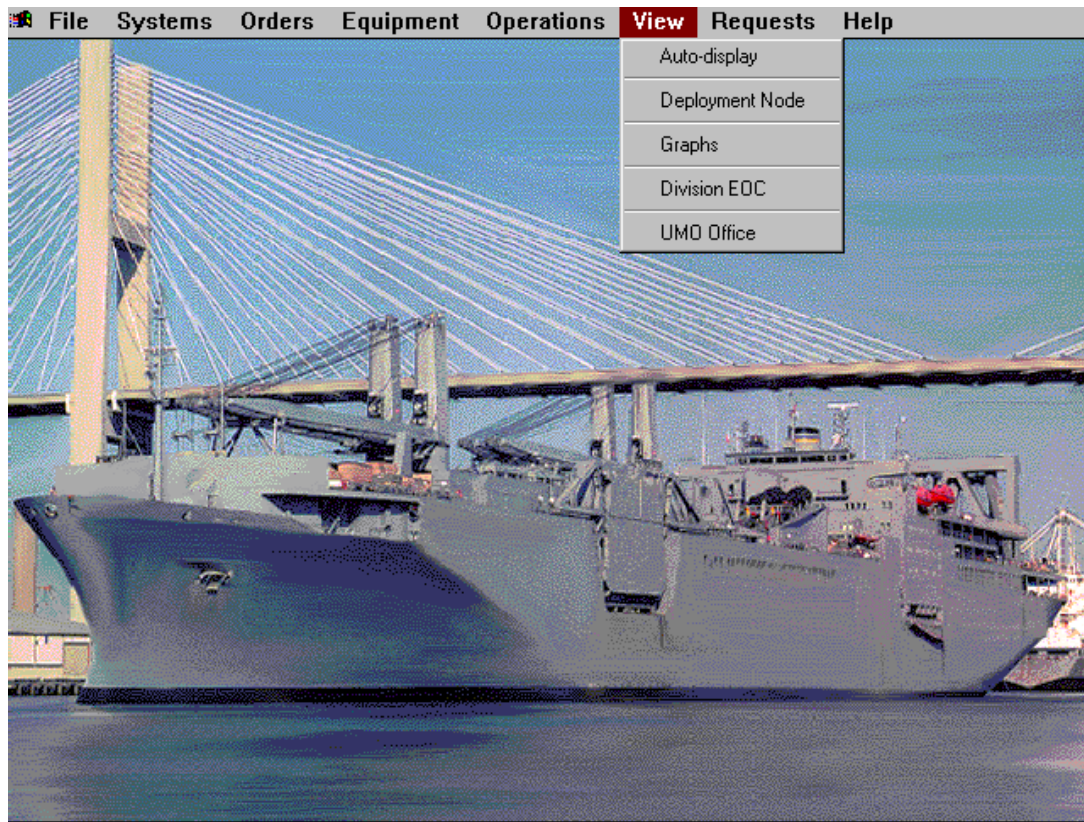 File Systems Orders Equipment Operations View Requests Help
Auto-display
Deployment Node
Graphs
Division EOC
UMO Office